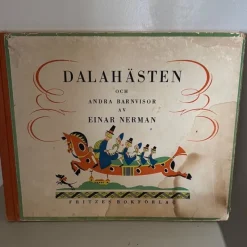 DALAHÄSTEN
OCH
ANDRA BARNVISOR
AV
EINAR NERMAN
FRITZES BOKFÖRLAG